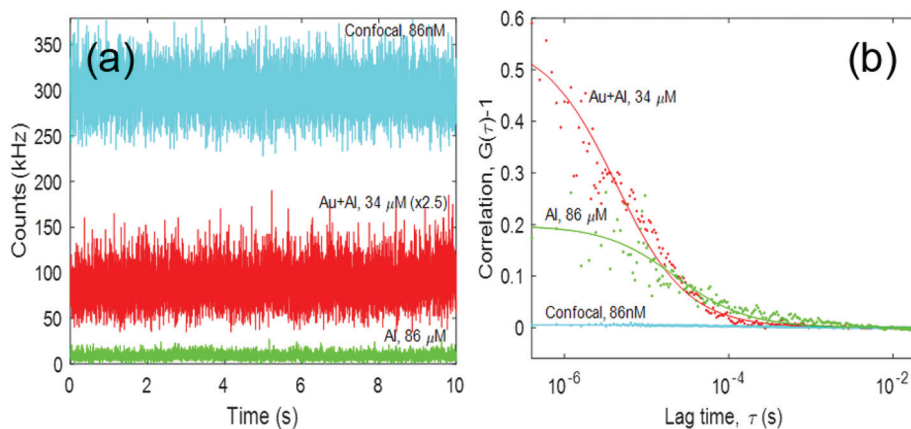 (a)
Counts (kHz)
350
300
250
200
150
100
50
0
Confocal, 86nM
Au+Al, 34 μM (x2.5)
Al, 86 μM
0 2 4 6 8 10
Time (s)
(b)
Correlation, G(τ)-1
0.6
0.5
0.4
0.3
0.2
0.1
0
Au+Al, 34 μM
Al, 86 μM
Confocal, 86nM
10⁻⁶ 10⁻⁴ 10⁻²
Lag time, τ (s)